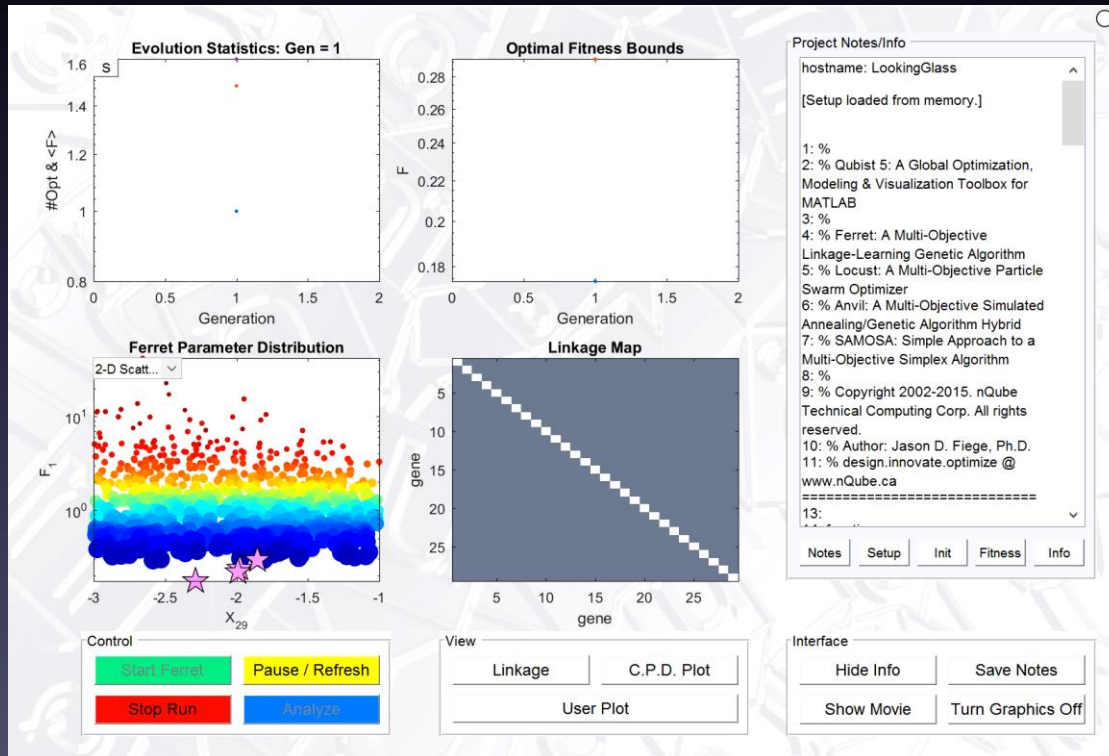 Evolution Statistics: Gen = 1
S
1.6
1.4
1.2
1
0.8
#Opt & <F>
0 0.5 1 1.5 2
Generation
Optimal Fitness Bounds
0.28
0.26
0.24
0.22
0.2
0.18
F
0 0.5 1 1.5 2
Generation
Ferret Parameter Distribution
2-D Scatt...
10^1
10^0
F_1
-3 -2.5 -2 -1.5 -1
X_29
Linkage Map
5
10
15
20
25
gene
5 10 15 20 25
gene
Project Notes/Info
hostname: LookingGlass
[Setup loaded from memory.]
1: %
2: % Qubist 5: A Global Optimization,
Modeling & Visualization Toolbox for
MATLAB
3: %
4: % Ferret: A Multi-Objective
Linkage-Learning Genetic Algorithm
5: % Locust: A Multi-Objective Particle
Swarm Optimizer
6: % Anvil: A Multi-Objective Simulated
Annealing/Genetic Algorithm Hybrid
7: % SAMOSA: Simple Approach to a
Multi-Objective Simplex Algorithm
8: %
9: % Copyright 2002-2015. nQube
Technical Computing Corp. All rights
reserved.
10: % Author: Jason D. Fiege, Ph.D.
11: % design.innovate.optimize @
www.nQube.ca
==============================
13:
Notes Setup Init Fitness Info
Control
Start Ferret Pause / Refresh
Stop Run Analyze
View
Linkage C.P.D. Plot
User Plot
Interface
Hide Info Save Notes
Show Movie Turn Graphics Off